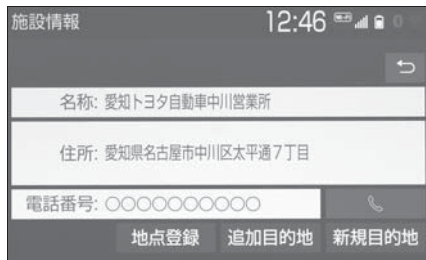 施設情報
12:46
名称: 愛知トヨタ自動車中川営業所
住所: 愛知県名古屋市中川区太平通7丁目
電話番号: ○○○○○○○○○○
地点登録 追加目的地 新規目的地